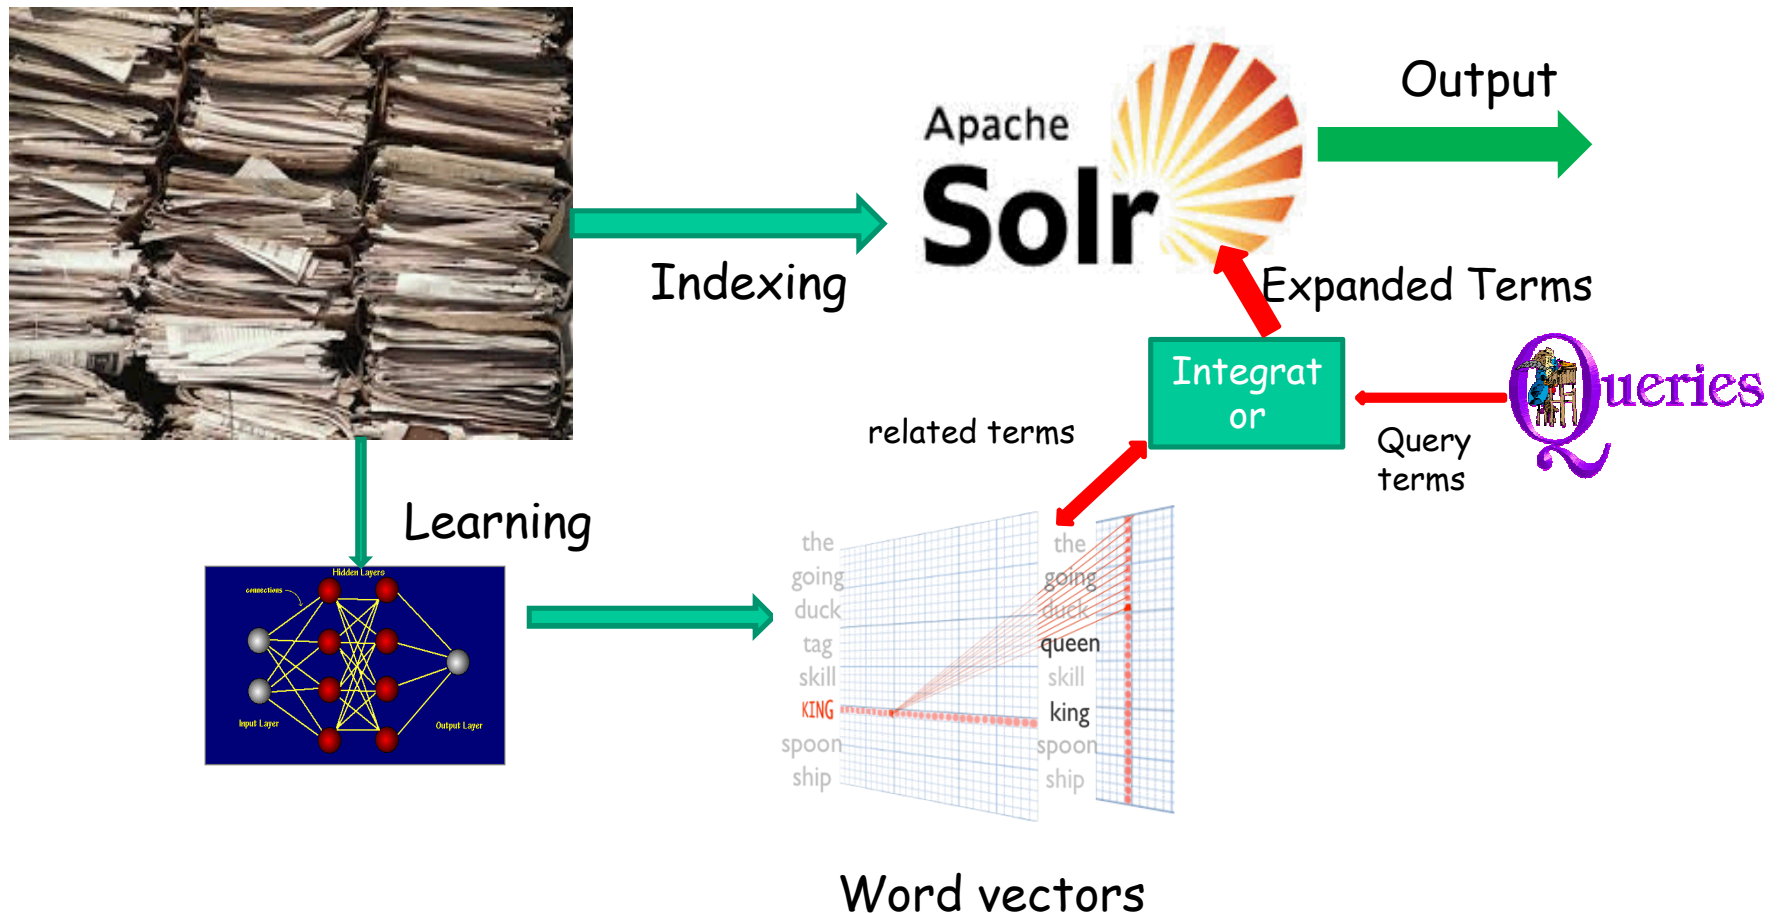 Apache
Solr
Output
Indexing
Expanded Terms
Integrat
or
Queries
Query
terms
related terms
Learning
Hidden Layers
connections
Input Layer
Output Layer
the
going
duck
tag
skill
KING
spoon
ship
the
going
duck
queen
skill
king
spoon
ship
Word vectors